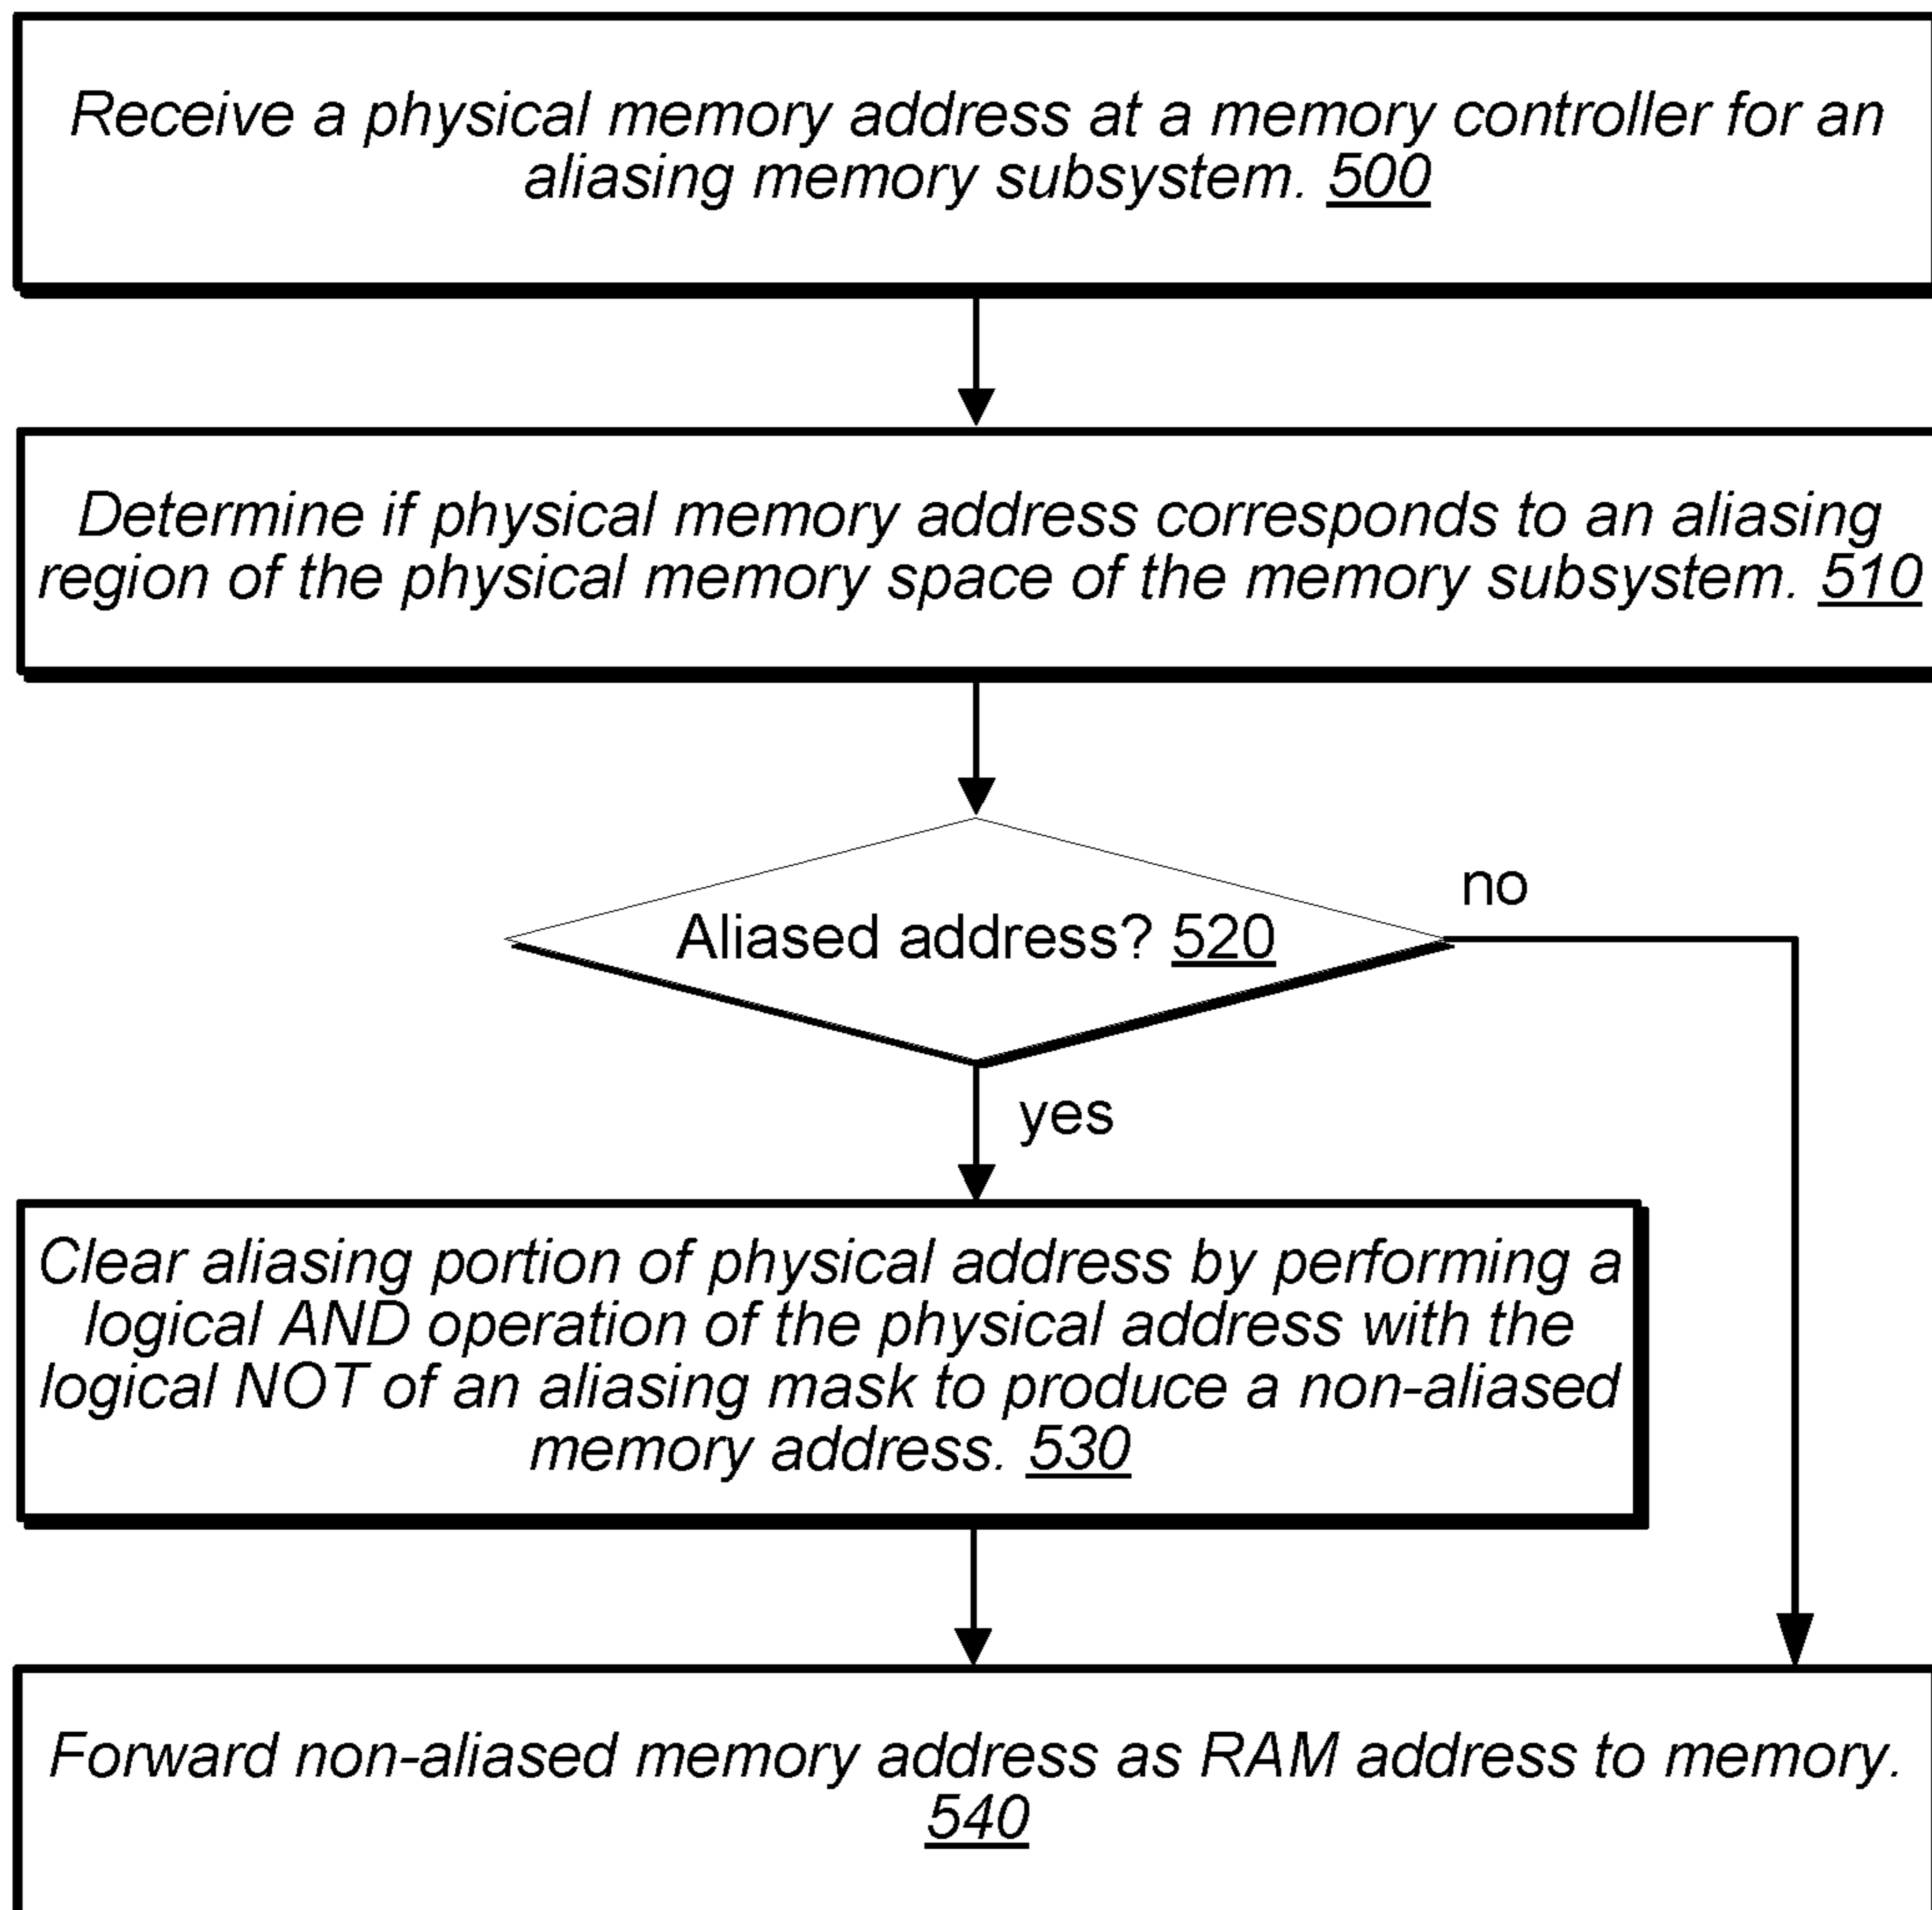 Receive a physical memory address at a memory controller for an
aliasing memory subsystem. 500
Determine if physical memory address corresponds to an aliasing
region of the physical memory space of the memory subsystem. 510
Aliased address? 520
no
yes
Clear aliasing portion of physical address by performing a
logical AND operation of the physical address with the
logical NOT of an aliasing mask to produce a non-aliased
memory address. 530
Forward non-aliased memory address as RAM address to memory.
540